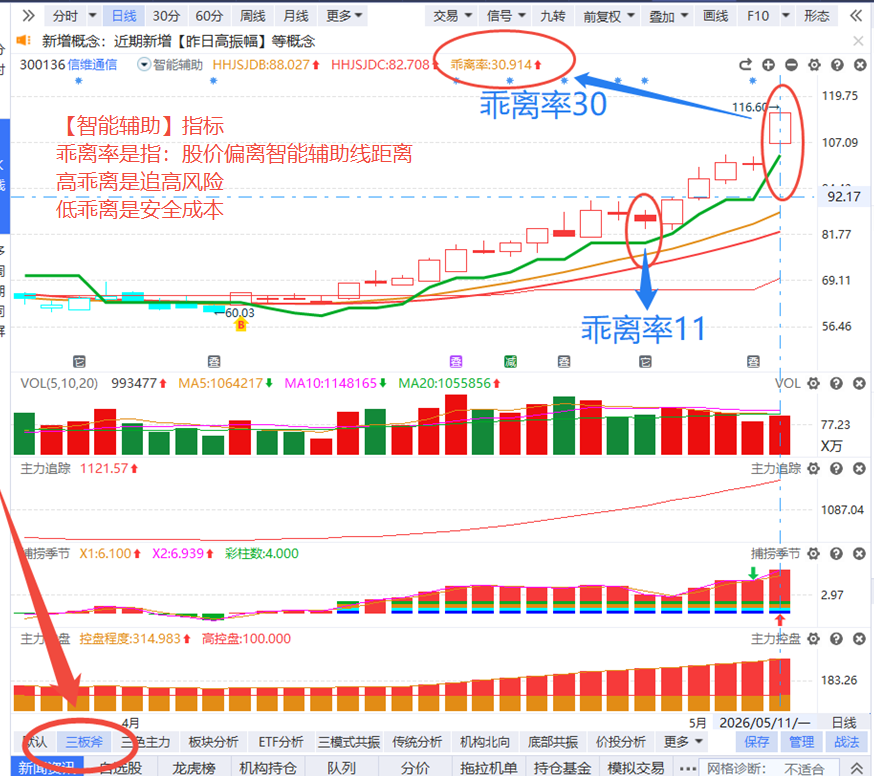 分时 日线 30分 60分 周线 月线 更多 交易 信号 九转 前复权 叠加 画线 F10 形态
新增概念：近期新增【昨日高振幅】等概念
300136 信维通信 智能辅助 HHJSJDB:88.027 HHJSJDC:82.708 乖离率:30.914
乖离率30
116.60
119.75
【智能辅助】指标
乖离率是指：股价偏离智能辅助线距离
107.09
高乖离是追高风险
低乖离是安全成本
92.17
81.77
69.11
60.03
B
乖离率11
56.46
VOL(5,10,20) 993477 MA5:1064217 MA10:1148165 MA20:1055856 VOL
77.23
X万
主力追踪 1121.57 主力追踪
1087.04
捕捞季节 X1:6.100 X2:6.939 彩柱数:4.000 捕捞季节
2.97
主力控盘 控盘程度:314.983 高控盘:100.000 主力控盘
183.26
4月 5月 2026/05/11/一 日线
默认 三板斧 三色主力 板块分析 ETF分析 三模式共振 传统分析 机构北向 底部共振 价投分析 更多 保存 管理 战法
新闻资讯 自选股 龙虎榜 机构持仓 队列 分价 拖拉机单 持仓基金 模拟交易 网格诊断: 不适合